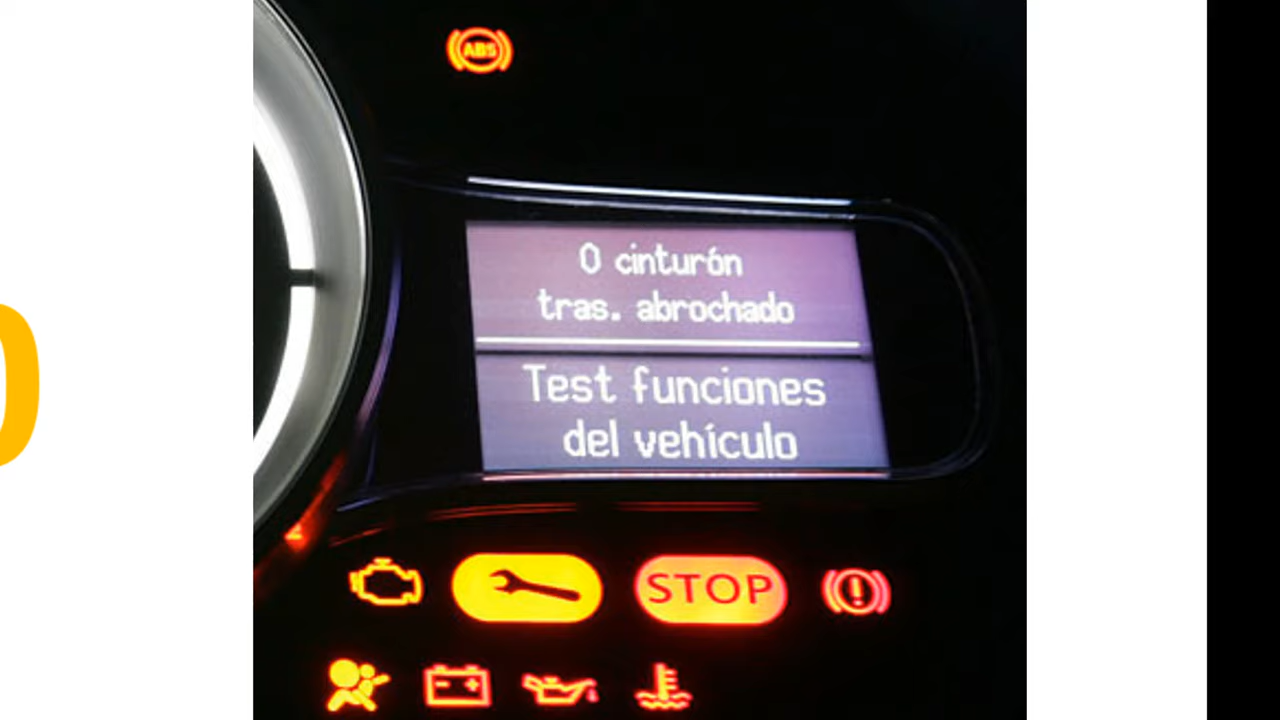 ABS
0 cinturón
tras. abrochado
Test funciones
del vehículo
STOP